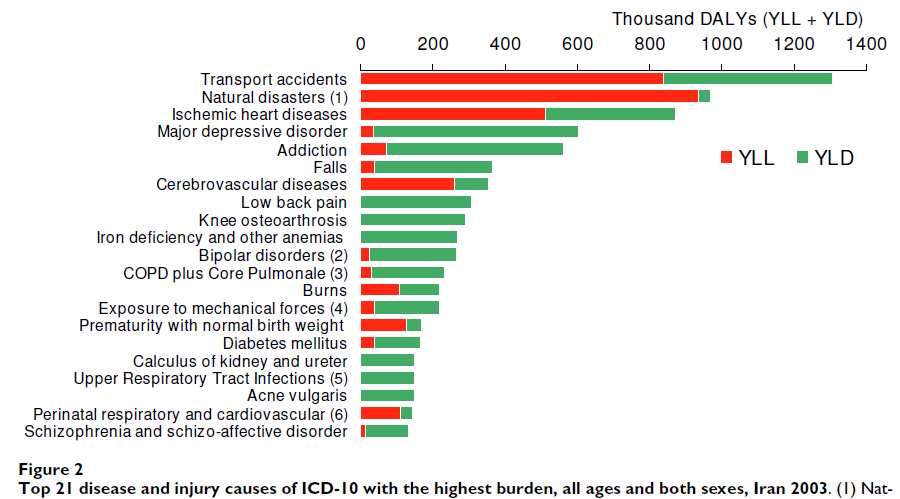 Thousand DALYs (YLL + YLD)
0 200 400 600 800 1000 1200 1400
Transport accidents
Natural disasters (1)
Ischemic heart diseases
Major depressive disorder
Addiction
YLL YLD
Falls
Cerebrovascular diseases
Low back pain
Knee osteoarthrosis
Iron deficiency and other anemias
Bipolar disorders (2)
COPD plus Core Pulmonale (3)
Burns
Exposure to mechanical forces (4)
Prematurity with normal birth weight
Diabetes mellitus
Calculus of kidney and ureter
Upper Respiratory Tract Infections (5)
Acne vulgaris
Perinatal respiratory and cardiovascular (6)
Schizophrenia and schizo-affective disorder
Figure 2
Top 21 disease and injury causes of ICD-10 with the highest burden, all ages and both sexes, Iran 2003. (1) Nat-